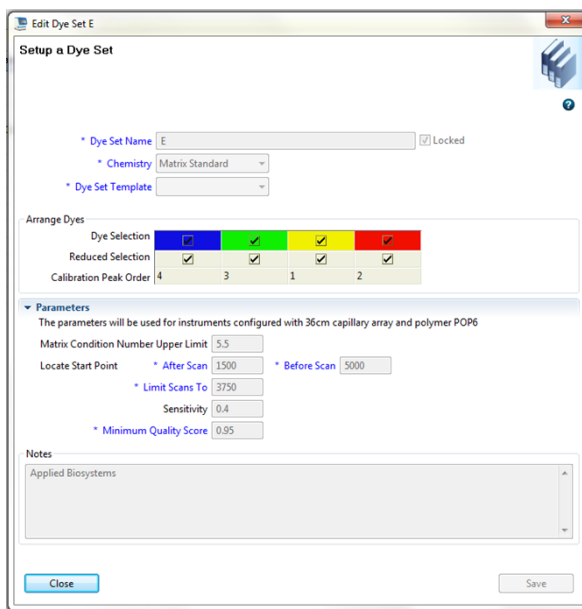 Edit Dye Set E
Setup a Dye Set
* Dye Set Name E Locked
* Chemistry Matrix Standard
* Dye Set Template
Arrange Dyes
Dye Selection
Reduced Selection
Calibration Peak Order 4 3 1 2
Parameters
The parameters will be used for instruments configured with 36cm capillary array and polymer POP6
Matrix Condition Number Upper Limit 5.5
Locate Start Point * After Scan 1500 * Before Scan 5000
* Limit Scans To 3750
Sensitivity 0.4
* Minimum Quality Score 0.95
Notes
Applied Biosystems
Close Save